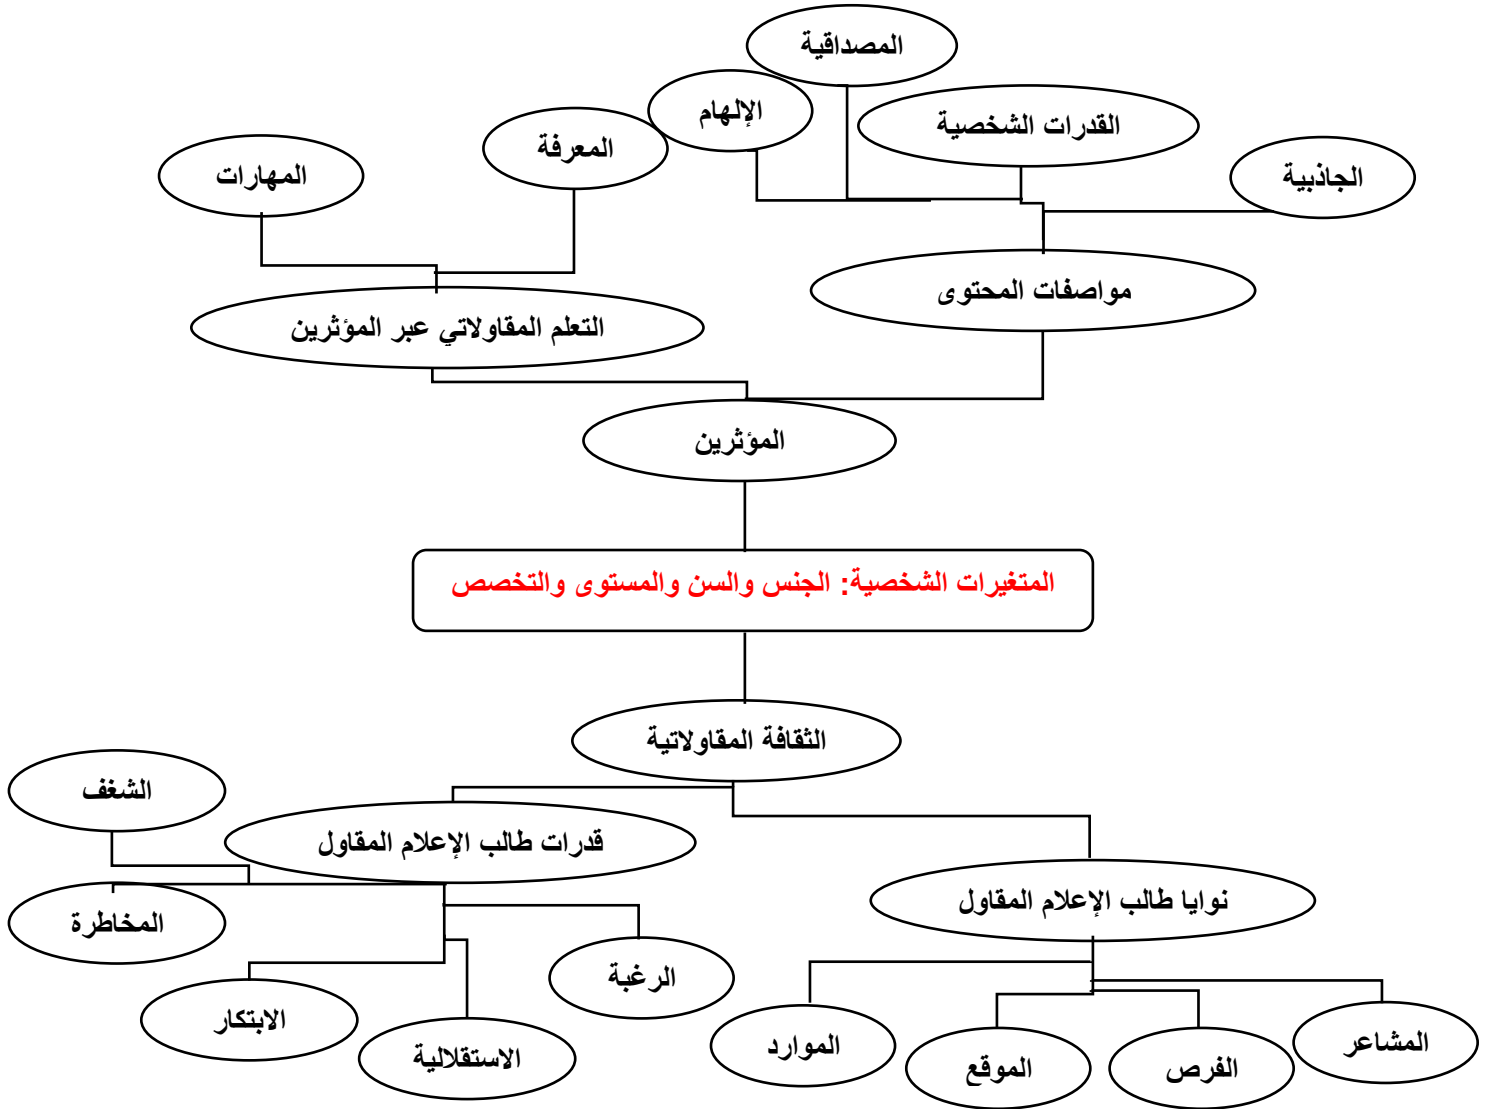 المصداقية
الإلهام
القدرات الشخصية
المعرفة
الجاذبية
المهارات
مواصفات المحتوى
التعلم المقاولاتي عبر المؤثرين
المؤثرين
المتغيرات الشخصية: الجنس والسن والمستوى والتخصص
الثقافة المقاولاتية
الشغف
قدرات طالب الإعلام المقاول
نوايا طالب الإعلام المقاول
المخاطرة
الرغبة
الابتكار
الاستقلالية
المشاعر
الفرص
الموقع
الموارد